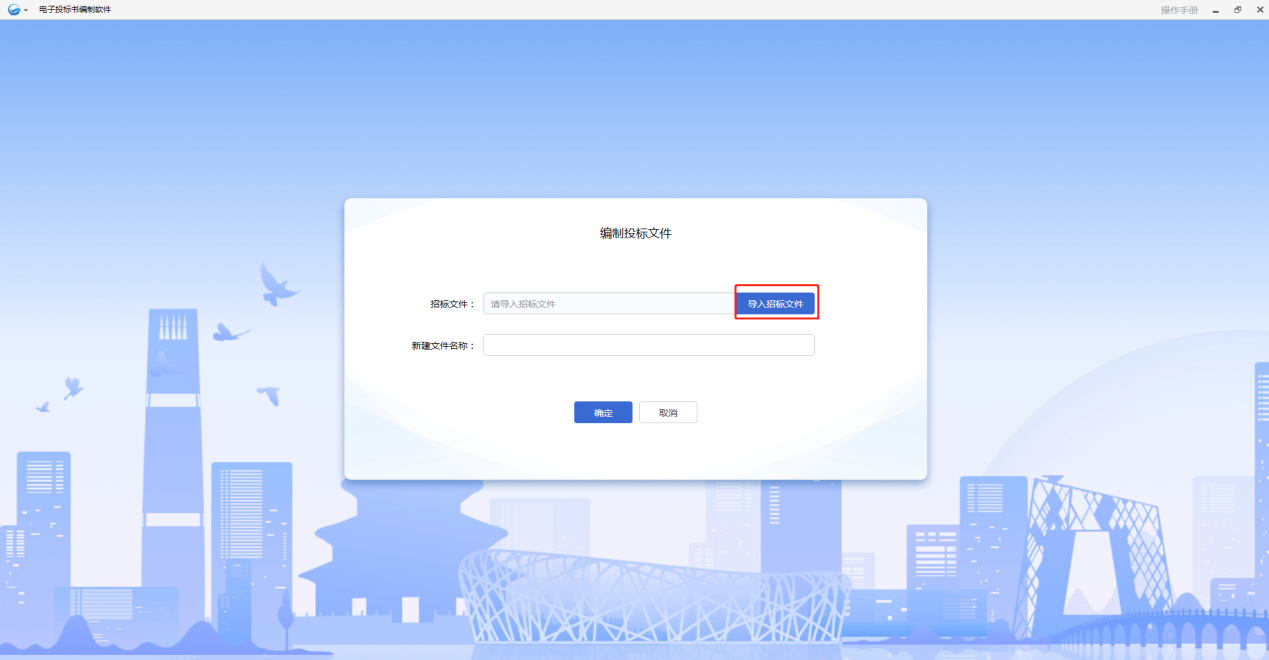 电子投标书编制软件
操作手册
编制投标文件
招标文件： 请导入招标文件 导入招标文件
新建文件名称：
确定 取消